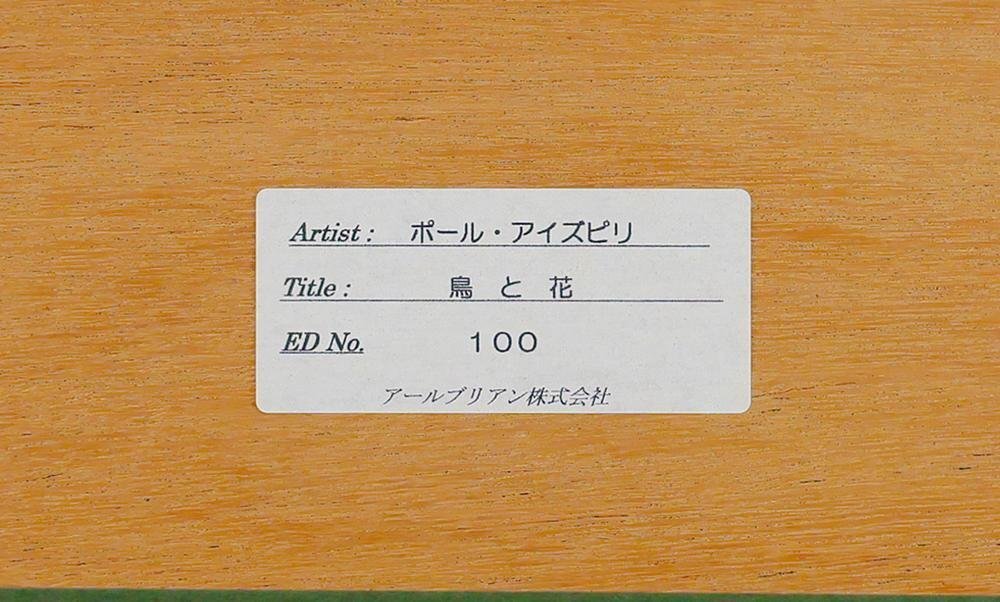 Artist : ポール・アイズピリ
Title : 鳥 と 花
ED No. １００
アールブリアン株式会社